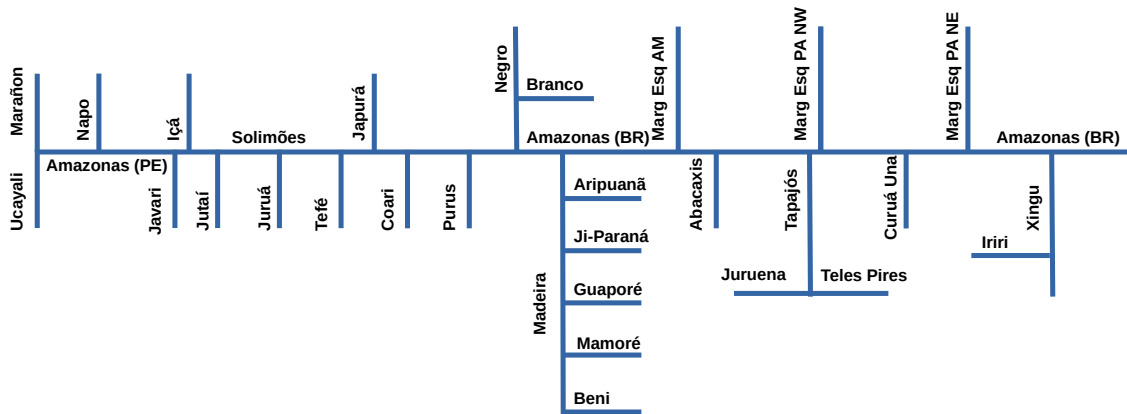 Marañon
Napo
Içá
Solimões
Japurá
Negro
Branco
Amazonas (BR)
Marg Esq AM
Marg Esq PA NW
Marg Esq PA NE
Amazonas (BR)
Amazonas (PE)
Ucayali
Javari
Jutaí
Juruá
Tefé
Coari
Purus
Madeira
Aripuanã
Ji-Paraná
Guaporé
Mamoré
Beni
Abacaxis
Tapajós
Juruena
Teles Pires
Curuá Una
Iriri
Xingu